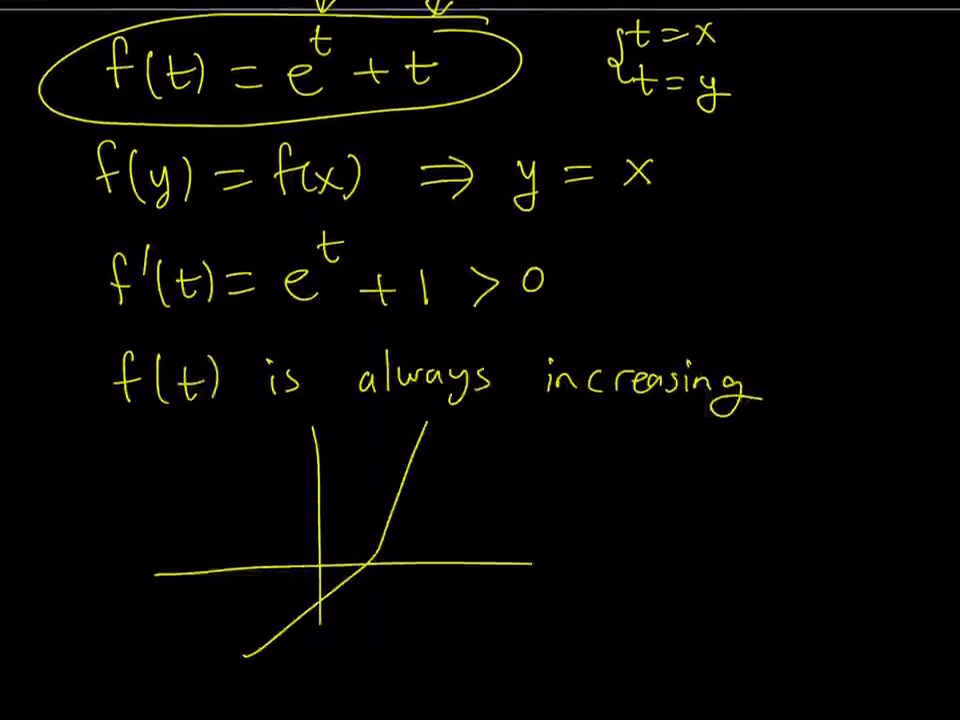 f(t) = e^t + t
{t = x
t = y
f(y) = f(x) ⇒ y = x
f'(t) = e^t + 1 > 0
f(t) is always increasing